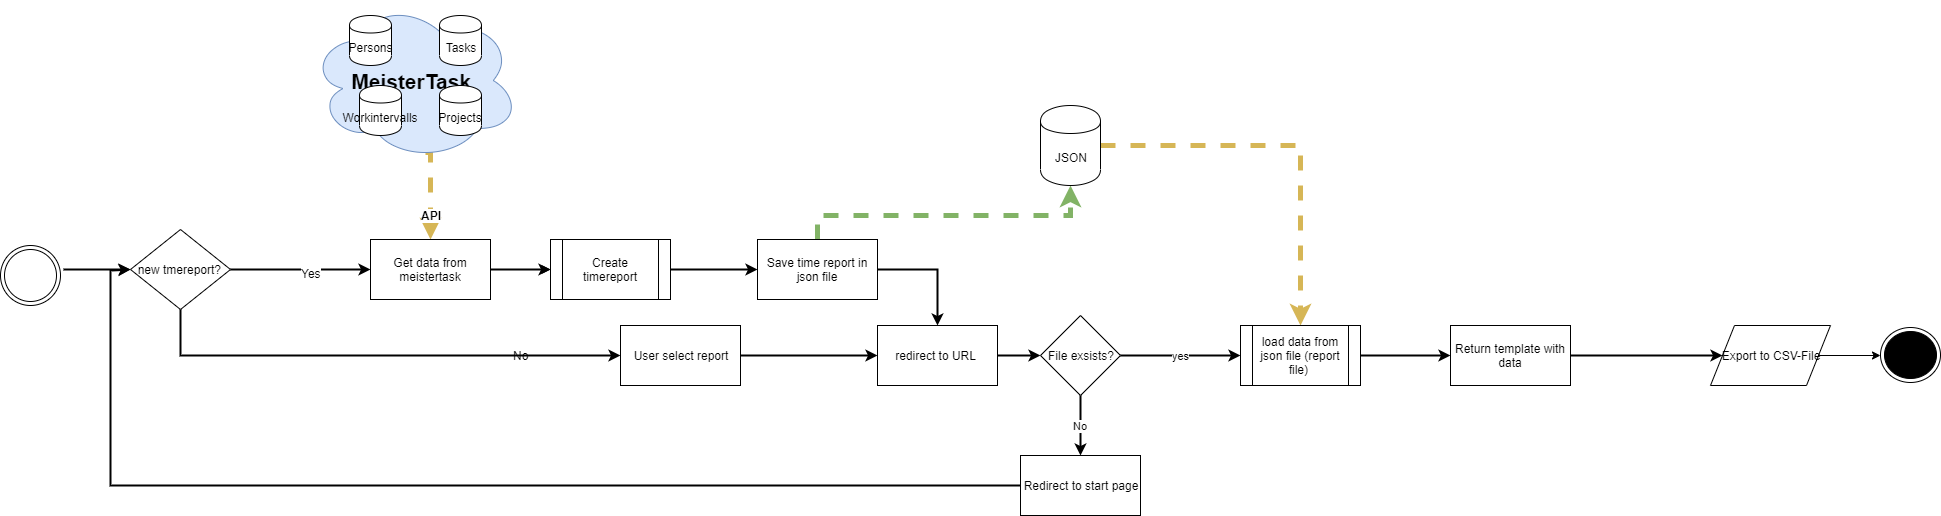 Persons
Tasks
MeisterTask
Workintervalls
Projects
JSON
API
new tmereport?
Yes
Get data from
meistertask
Create
timereport
Save time report in
json file
No
User select report
redirect to URL
File exsists?
yes
load data from
json file (report
file)
Return template with
data
Export to CSV-File
No
Redirect to start page